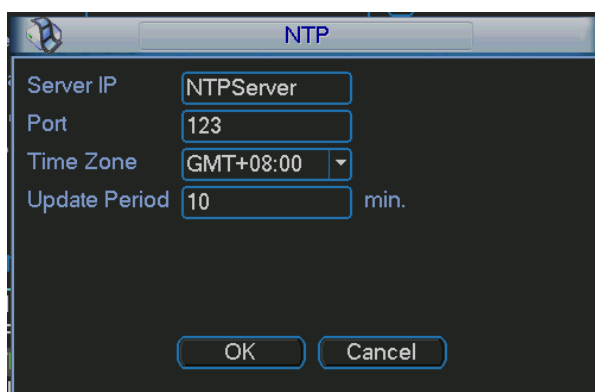 NTP
Server IP NTPServer
Port 123
Time Zone GMT+08:00
Update Period 10 min.
OK Cancel